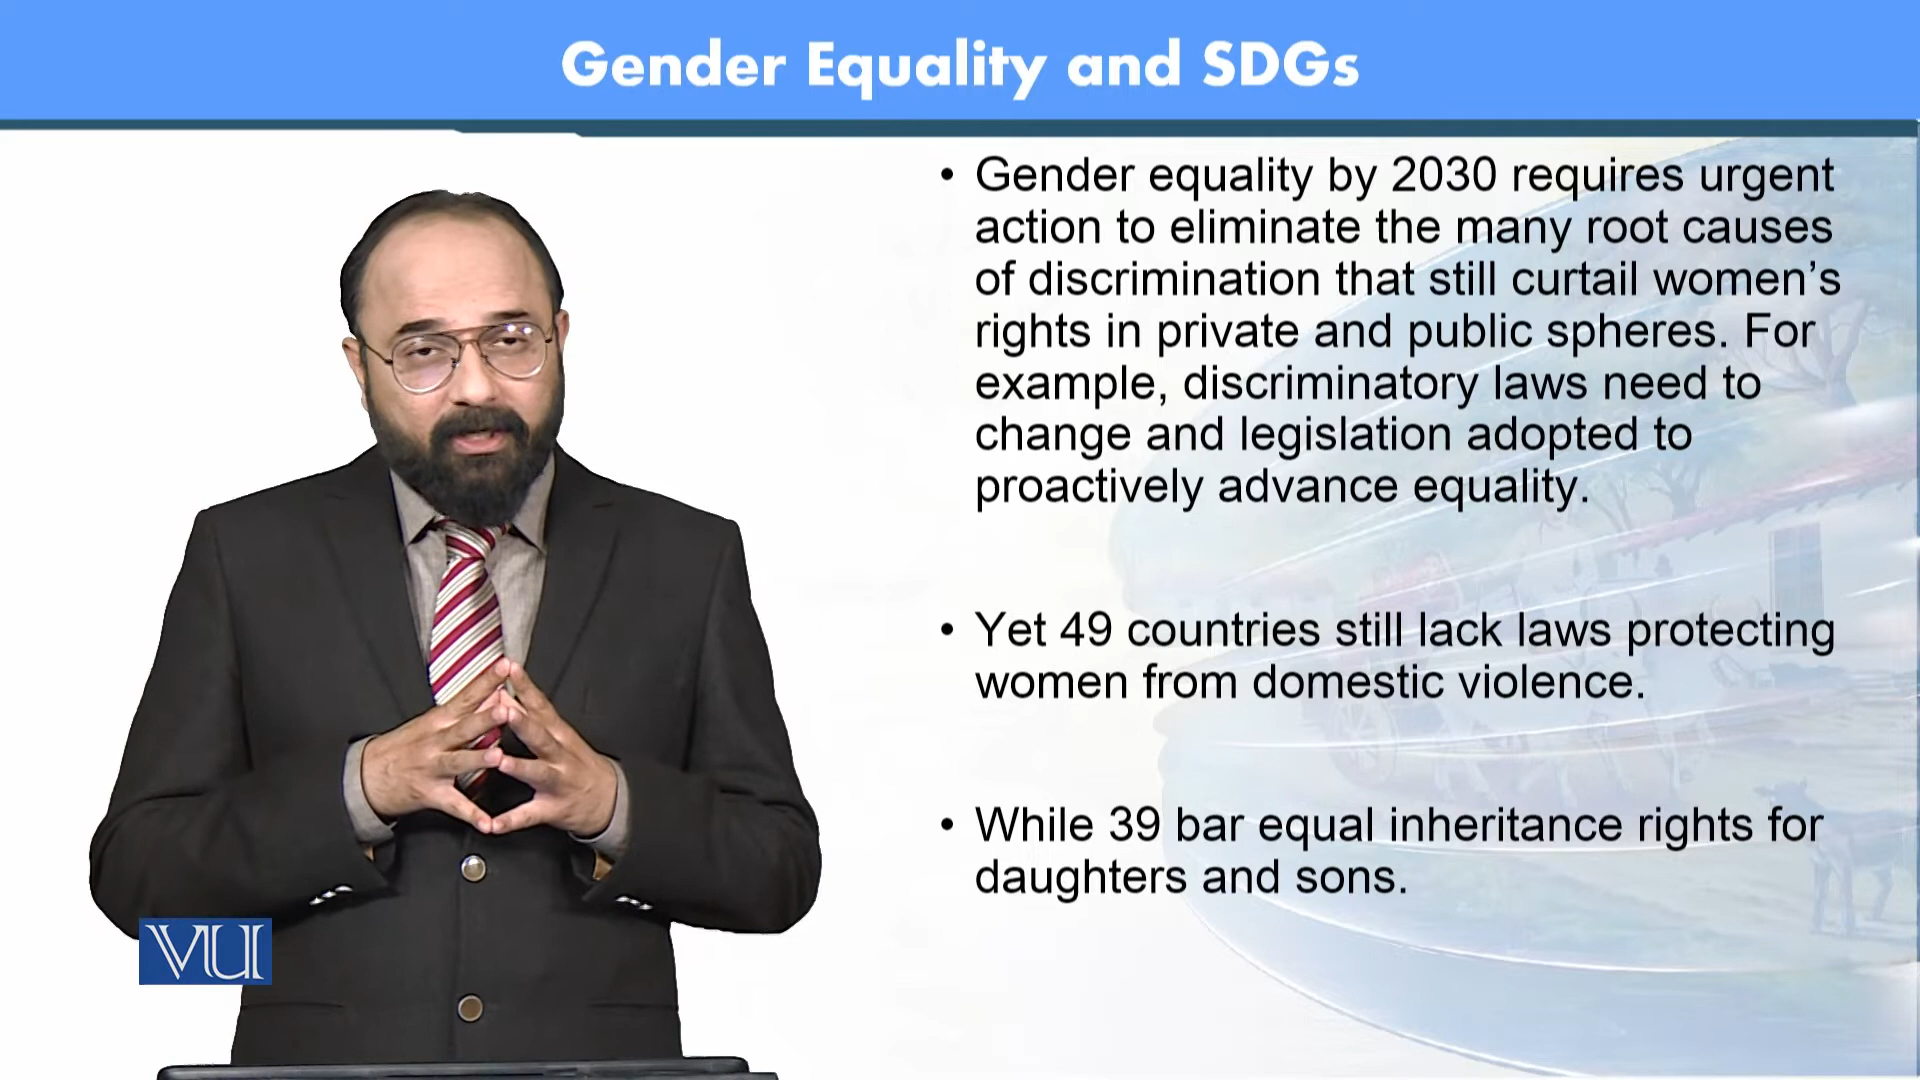 Gender Equality and SDGs
• Gender equality by 2030 requires urgent
action to eliminate the many root causes
of discrimination that still curtail women’s
rights in private and public spheres. For
example, discriminatory laws need to
change and legislation adopted to
proactively advance equality.
• Yet 49 countries still lack laws protecting
women from domestic violence.
• While 39 bar equal inheritance rights for
daughters and sons.
VU